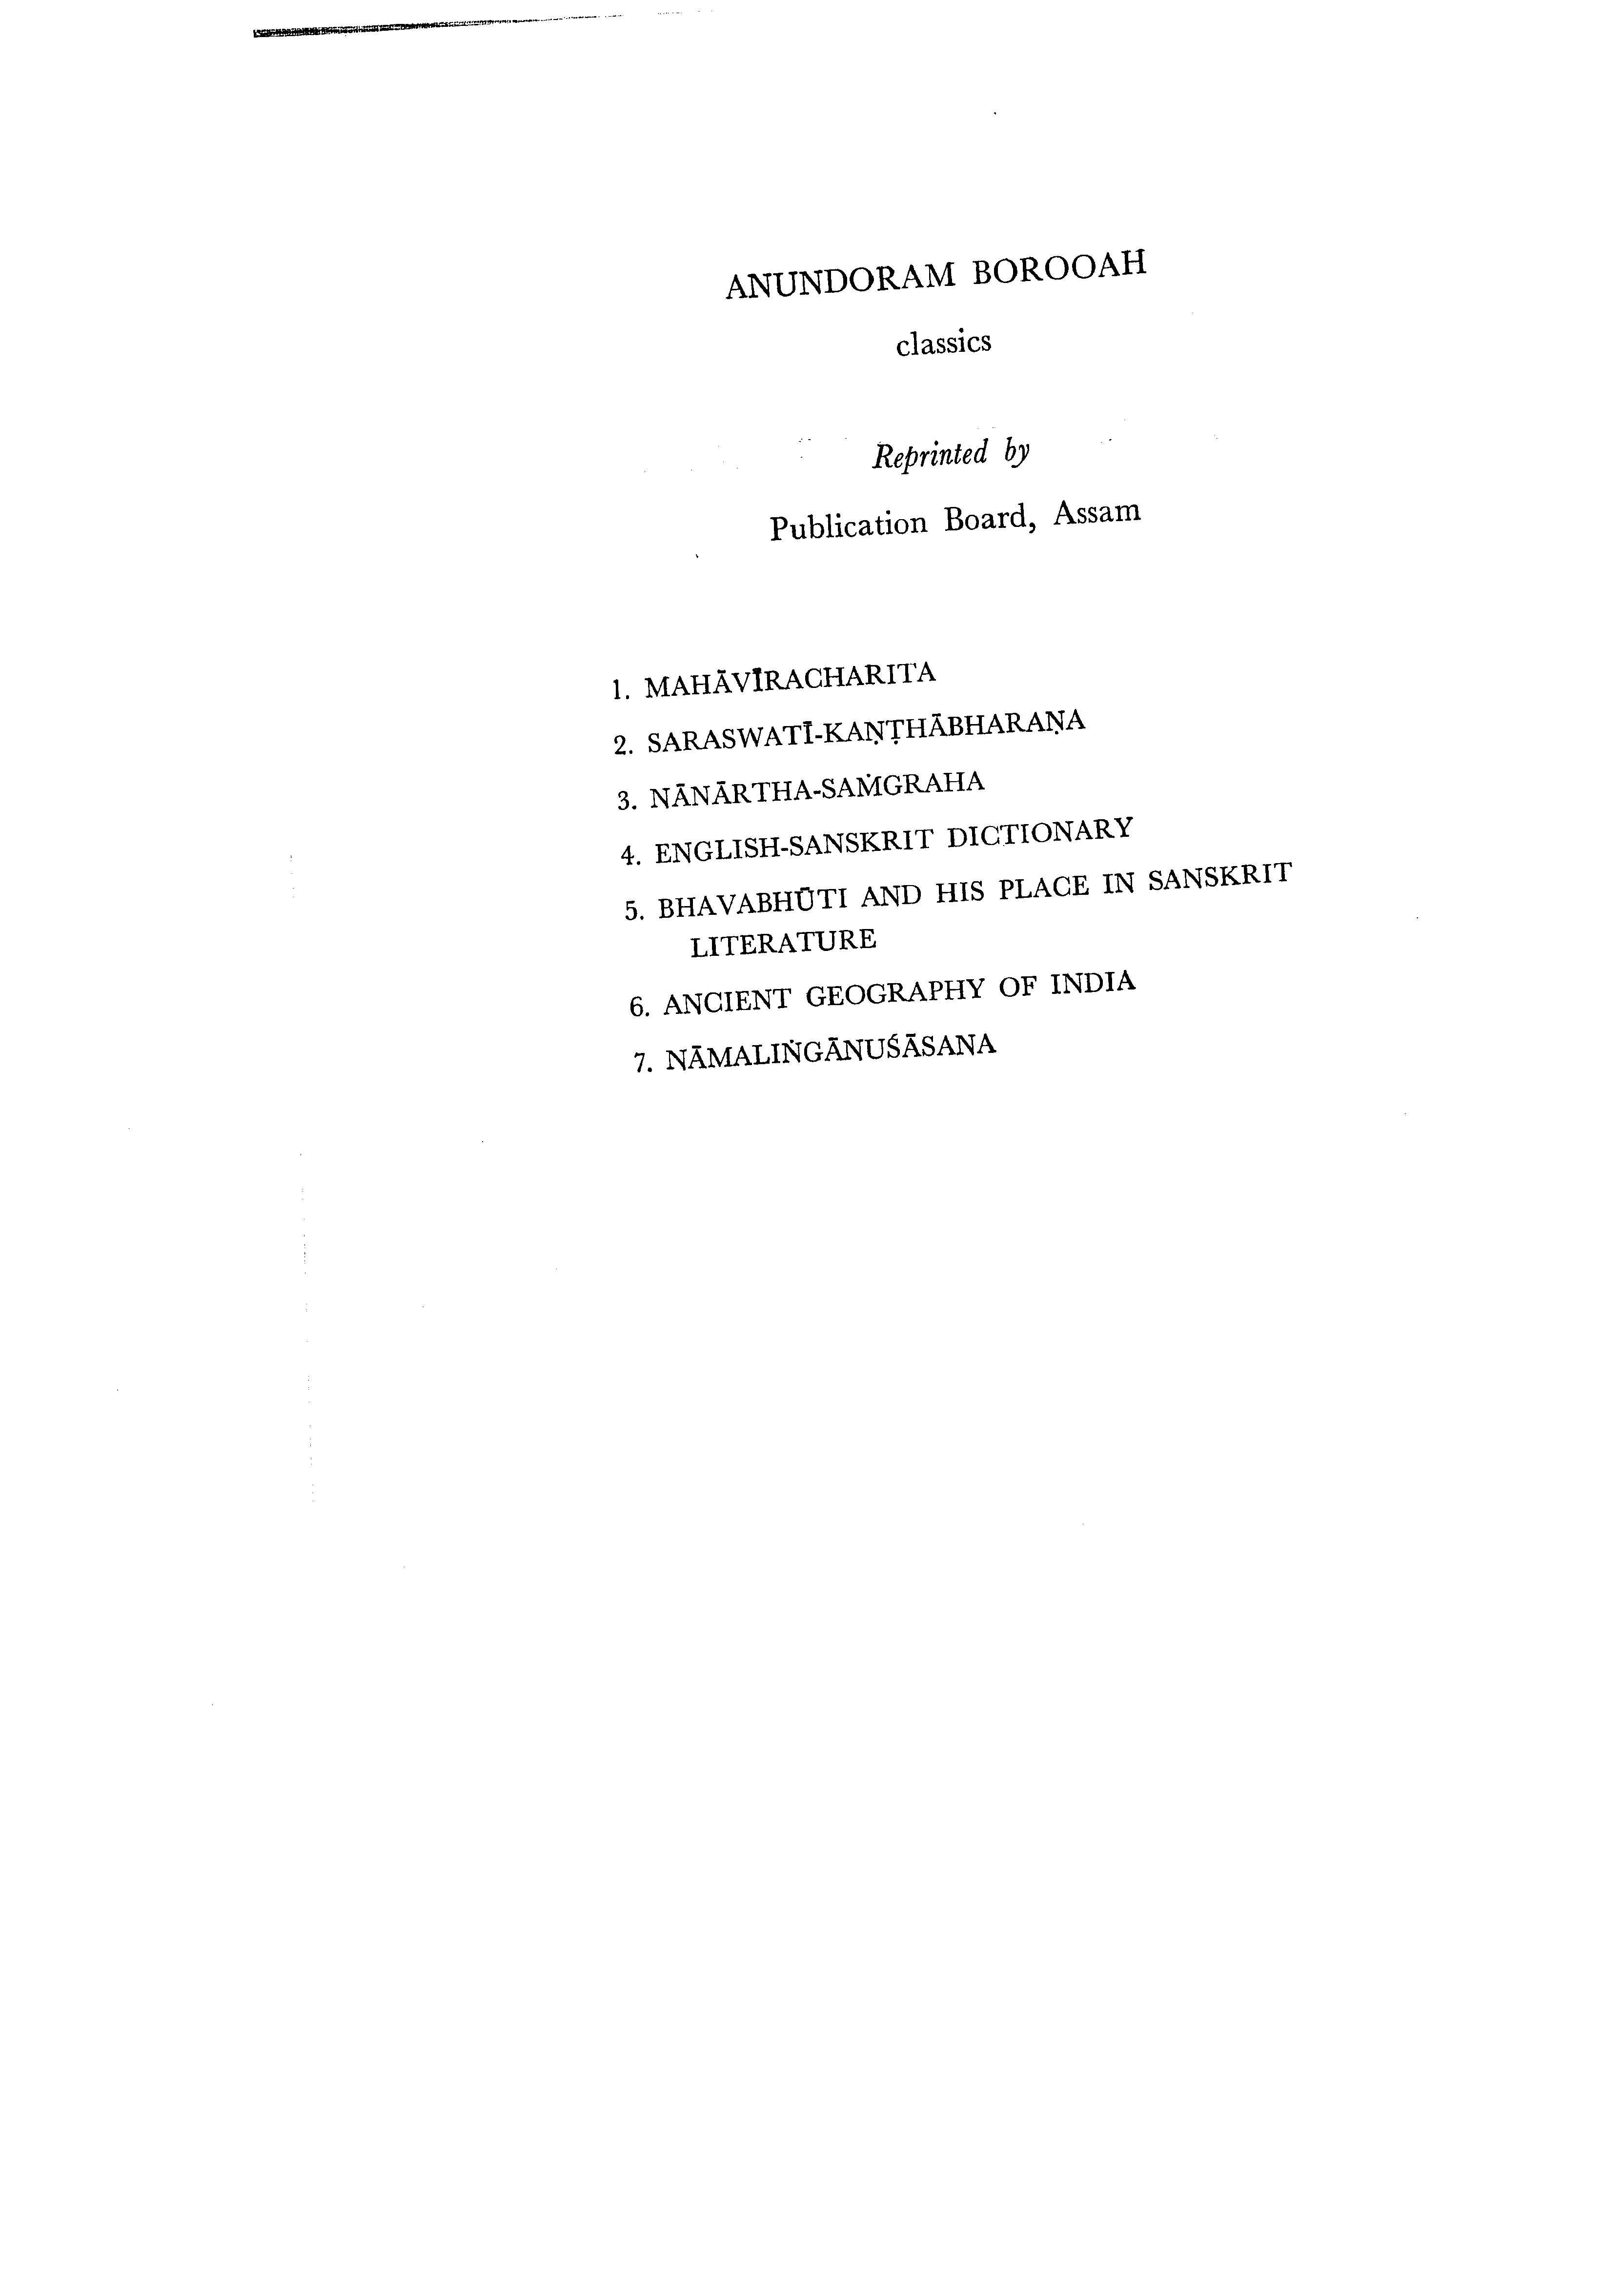 ANUNDORAM BOROOAH
classics
Reprinted by
Publication Board, Assam
1. MAHĀVĪRACHARITA
2. SARASWATĪ-KAṆṬHĀBHARAṆA
3. NĀNĀRTHA-SAṀGRAHA
4. ENGLISH-SANSKRIT DICTIONARY
5. BHAVABHŪTI AND HIS PLACE IN SANSKRIT
LITERATURE
6. ANCIENT GEOGRAPHY OF INDIA
7. NĀMALIṄGĀNUŚĀSANA